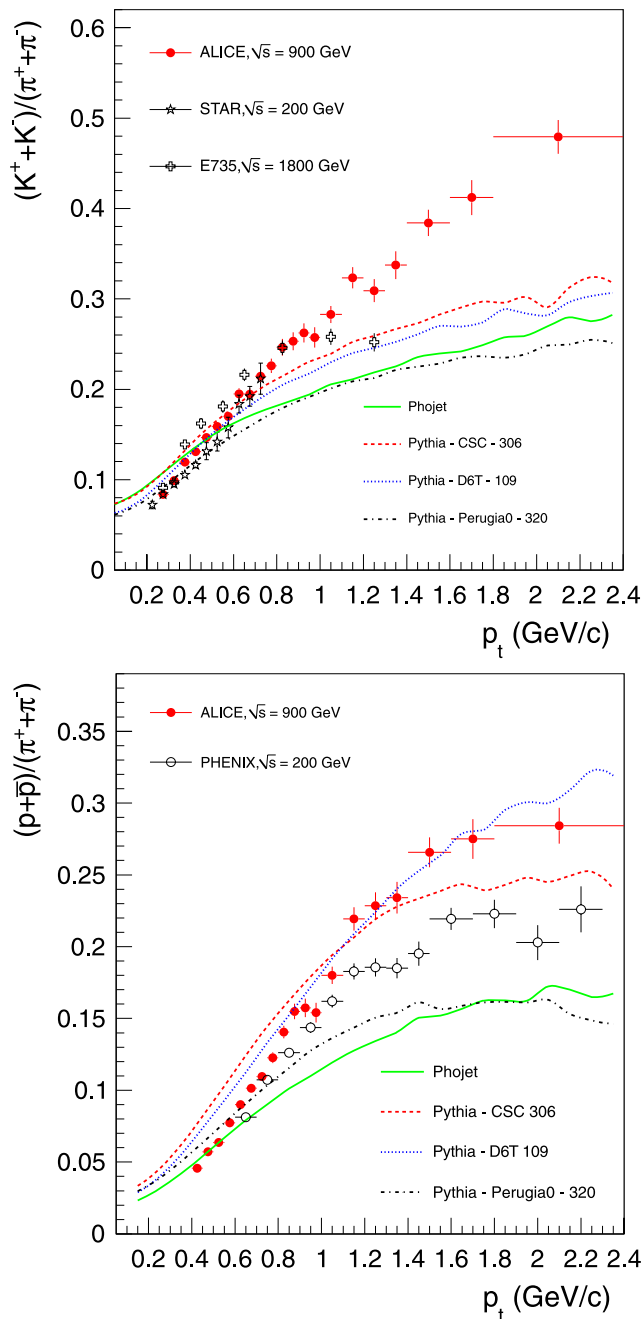 (K⁺+K⁻)/(π⁺+π⁻)
0.6
0.5
0.4
0.3
0.2
0.1
0
ALICE,√s = 900 GeV
STAR,√s = 200 GeV
E735,√s = 1800 GeV
Phojet
Pythia - CSC - 306
Pythia - D6T - 109
Pythia - Perugia0 - 320
0.2 0.4 0.6 0.8 1 1.2 1.4 1.6 1.8 2 2.2 2.4
pₜ (GeV/c)
(p+p̅)/(π⁺+π⁻)
0.35
0.3
0.25
0.2
0.15
0.1
0.05
0
ALICE,√s = 900 GeV
PHENIX,√s = 200 GeV
Phojet
Pythia - CSC 306
Pythia - D6T 109
Pythia - Perugia0 - 320
0.2 0.4 0.6 0.8 1 1.2 1.4 1.6 1.8 2 2.2 2.4
pₜ (GeV/c)